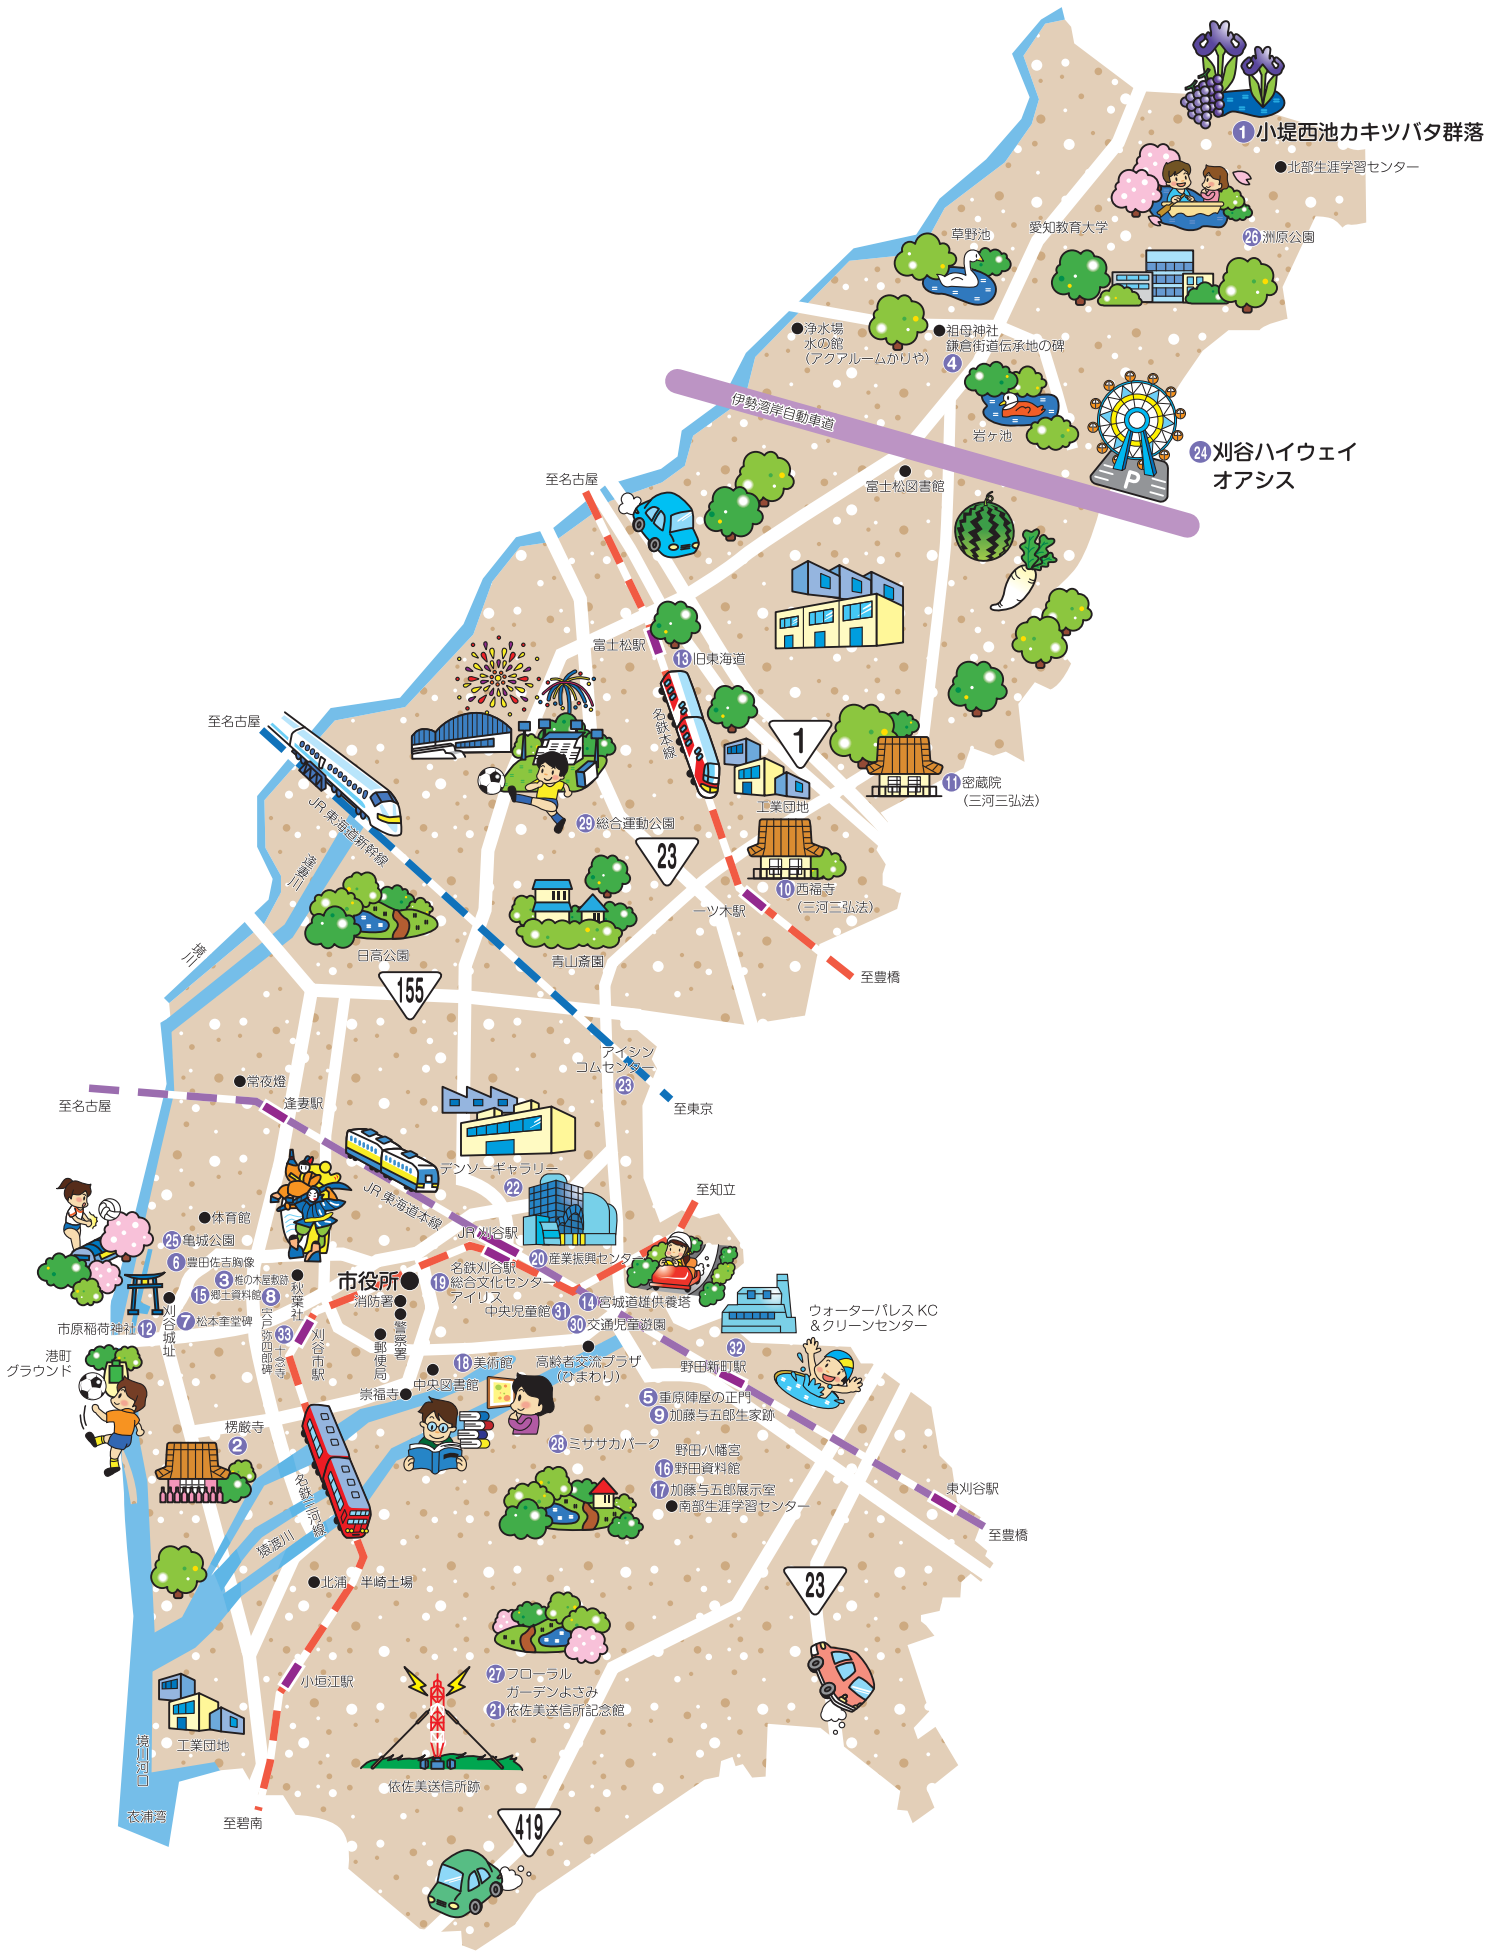 1 小堤西池カキツバタ群落
北部生涯学習センター
26 洲原公園
愛知教育大学
草野池
浄水場
水の館
(アクアルームかりや)
祖母神社
鎌倉街道伝承地の碑
4
伊勢湾岸自動車道
岩ヶ池
P
24 刈谷ハイウェイ
オアシス
富士松図書館
至名古屋
富士松駅
13 旧東海道
名鉄本線
1
工業団地
11 密蔵院
(三河三弘法)
10 西福寺
(三河三弘法)
一ツ木駅
至豊橋
至名古屋
JR東海道新幹線
29 総合運動公園
23
逢妻川
境川
日高公園
青山斎園
155
アイシン
コムセンター
23
至東京
常夜燈
至名古屋
逢妻駅
JR東海道本線
デンソーギャラリー
22
至知立
JR刈谷駅
20 産業振興センター
名鉄刈谷駅
19 総合文化センター
アイリス
中央児童館 31
14 宮城道雄供養塔
30 交通児童遊園
体育館
25 亀城公園
6 豊田佐吉胸像
3 椎の木屋敷跡
15 郷土資料館 8
7 松本奎堂碑
宍戸弥四郎碑
市原稲荷神社 12
刈谷城址
秋葉社
33 十念寺
刈谷市駅
市役所
消防署
警察署
郵便局
港町
グラウンド
楞厳寺
2
崇福寺
中央図書館
18 美術館
高齢者交流プラザ
(ひまわり)
ウォーターパレスKC
&クリーンセンター
32
野田新町駅
5 重原陣屋の正門
9 加藤与五郎生家跡
28 ミササカパーク
野田八幡宮
16 野田資料館
17 加藤与五郎展示室
南部生涯学習センター
東刈谷駅
至豊橋
名鉄三河線
猿渡川
北浦 半崎土場
23
小垣江駅
27 フローラル
ガーデンよさみ
21 依佐美送信所記念館
依佐美送信所跡
工業団地
境川河口
衣浦湾
至碧南
419